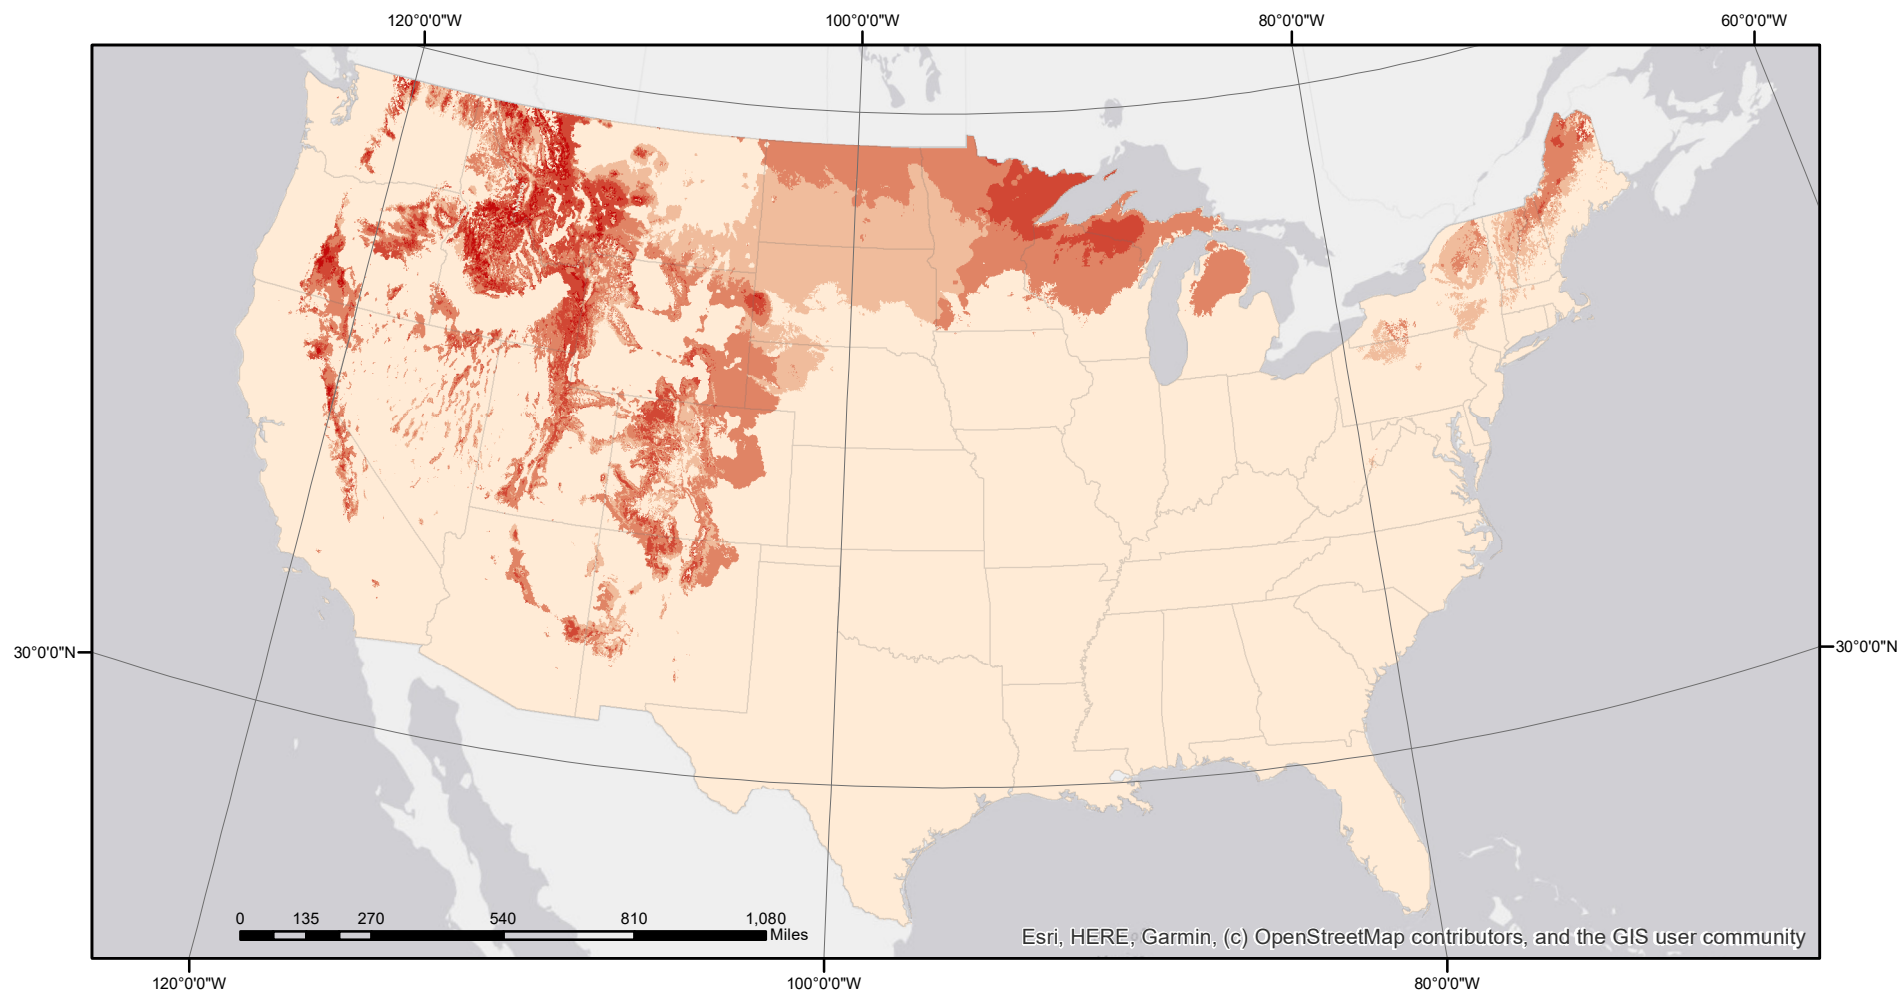 120°0'0"W 100°0'0"W 80°0'0"W 60°0'0"W
30°0'0"N 30°0'0"N
0 135 270 540 810 1,080
Miles
Esri, HERE, Garmin, (c) OpenStreetMap contributors, and the GIS user community
120°0'0"W 100°0'0"W 80°0'0"W